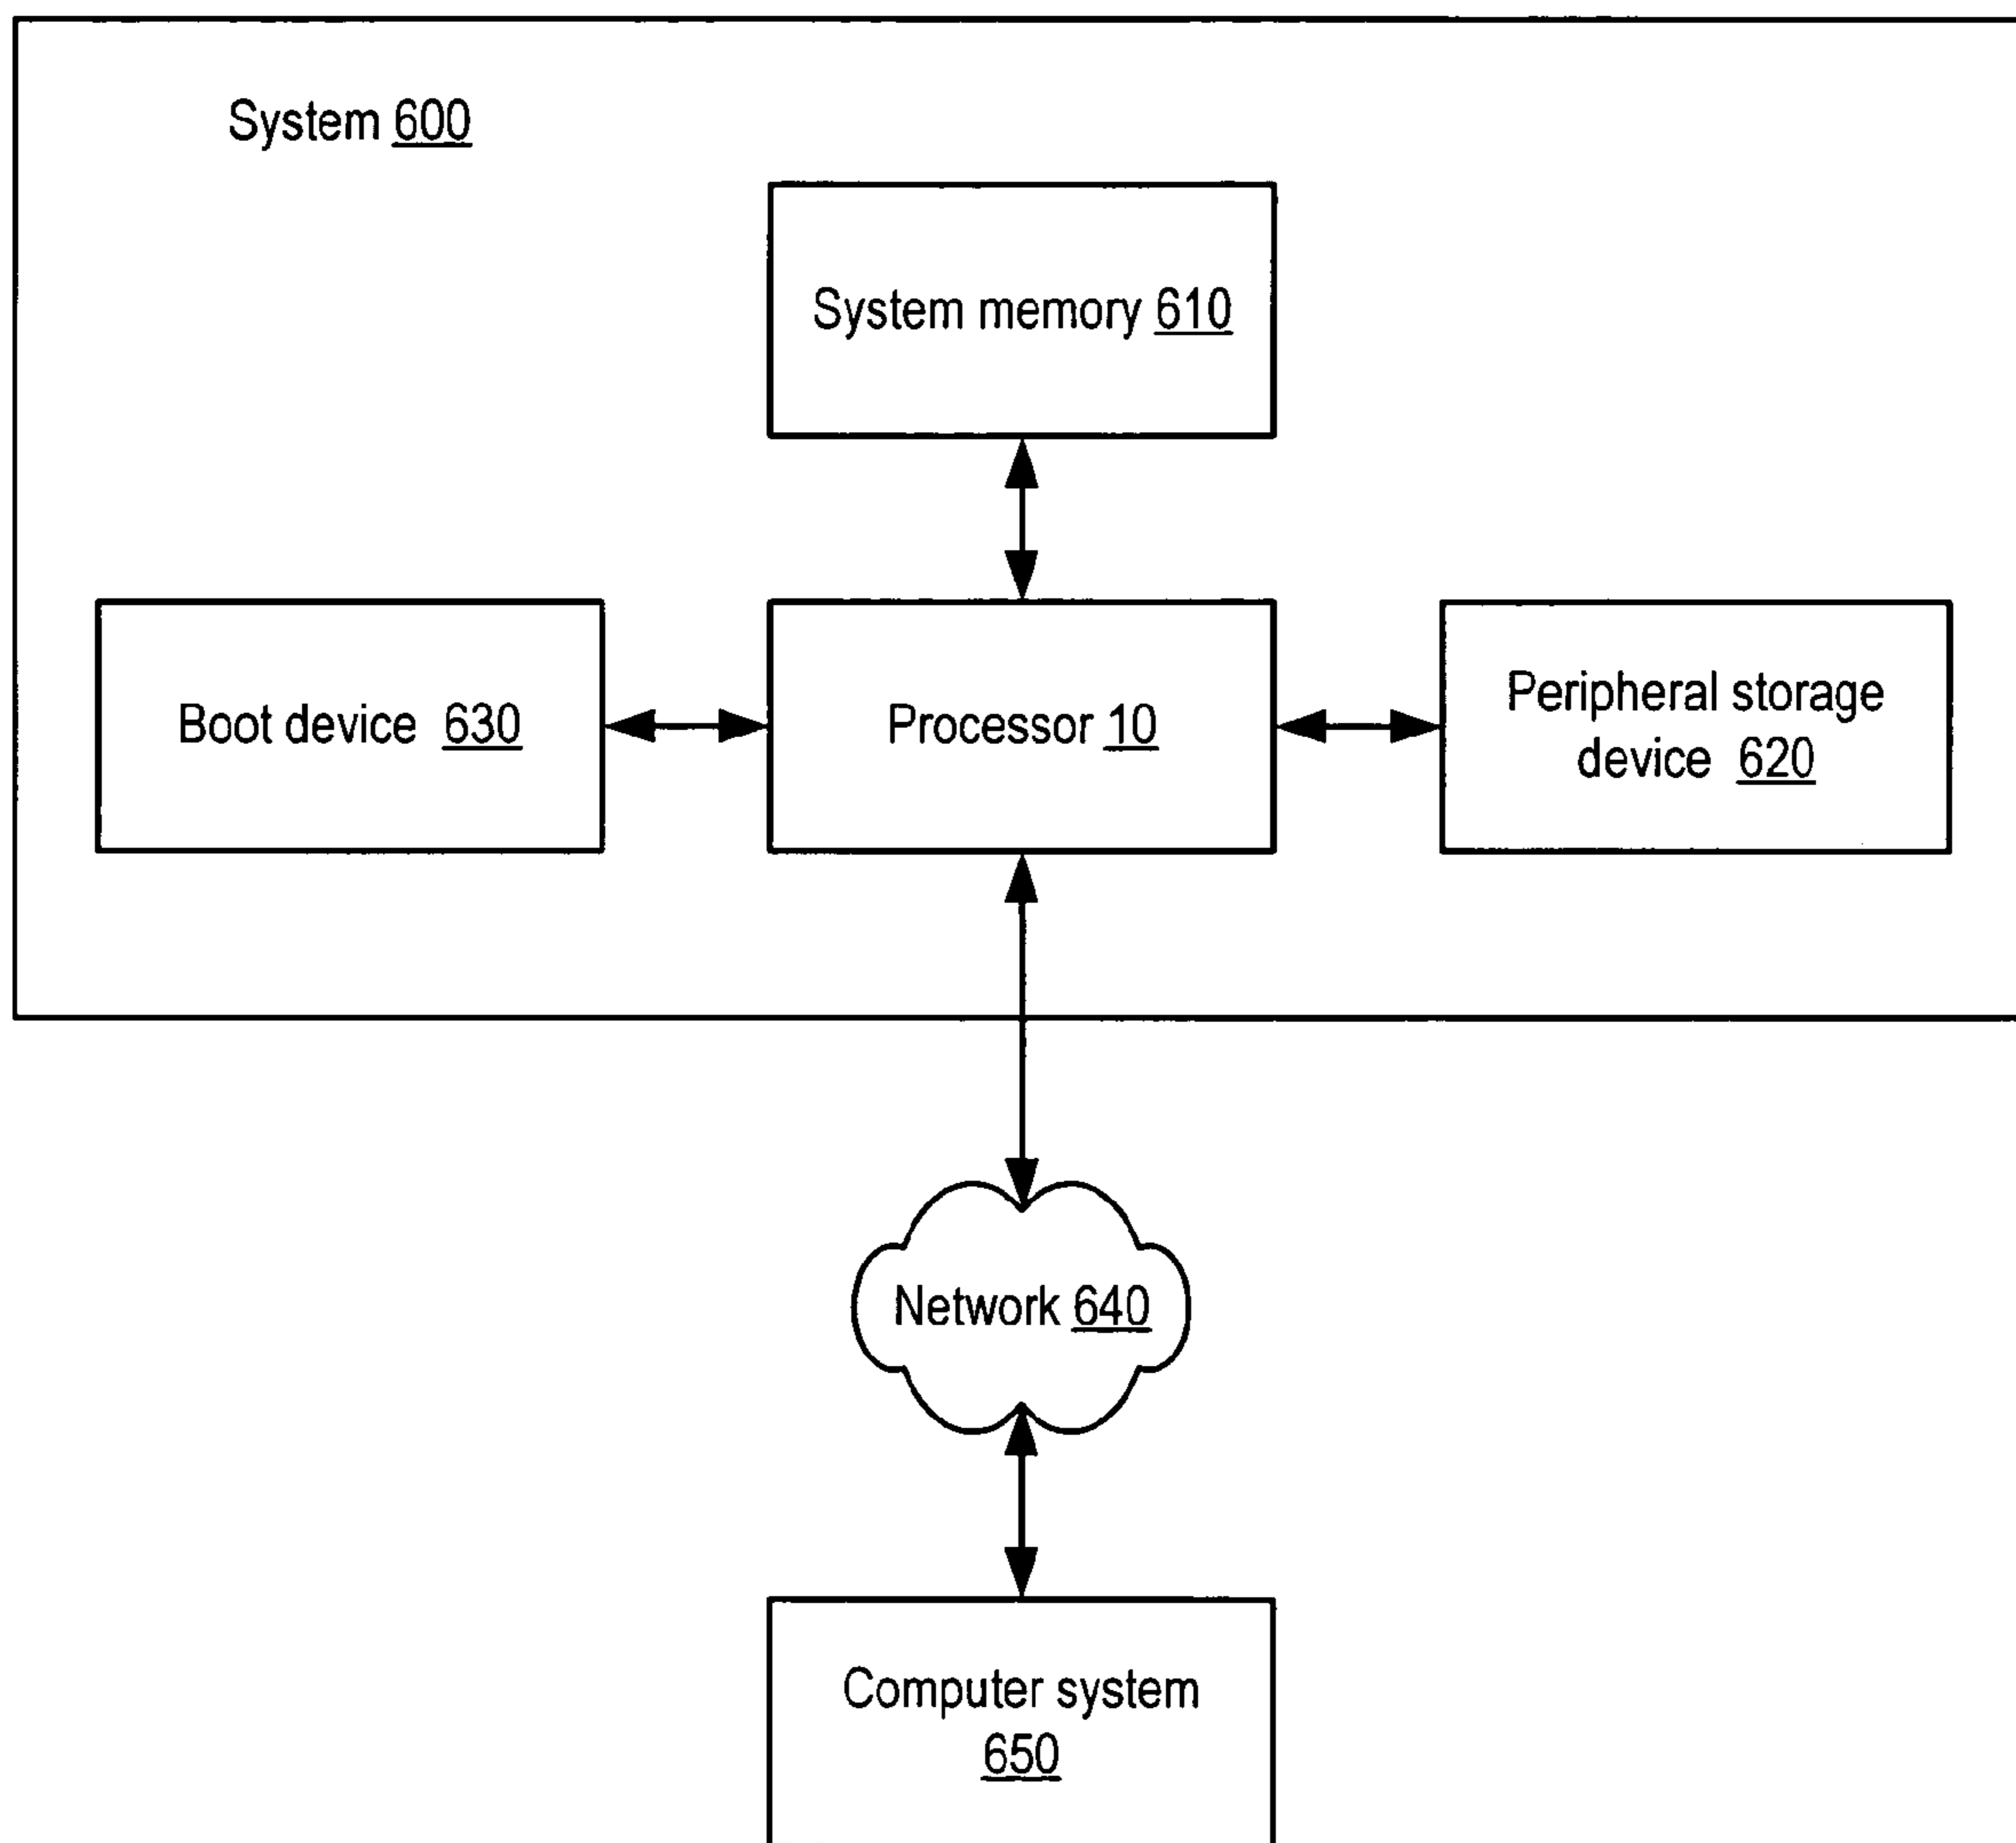 System 600
System memory 610
Boot device 630
Processor 10
Peripheral storage
device 620
Network 640
Computer system
650